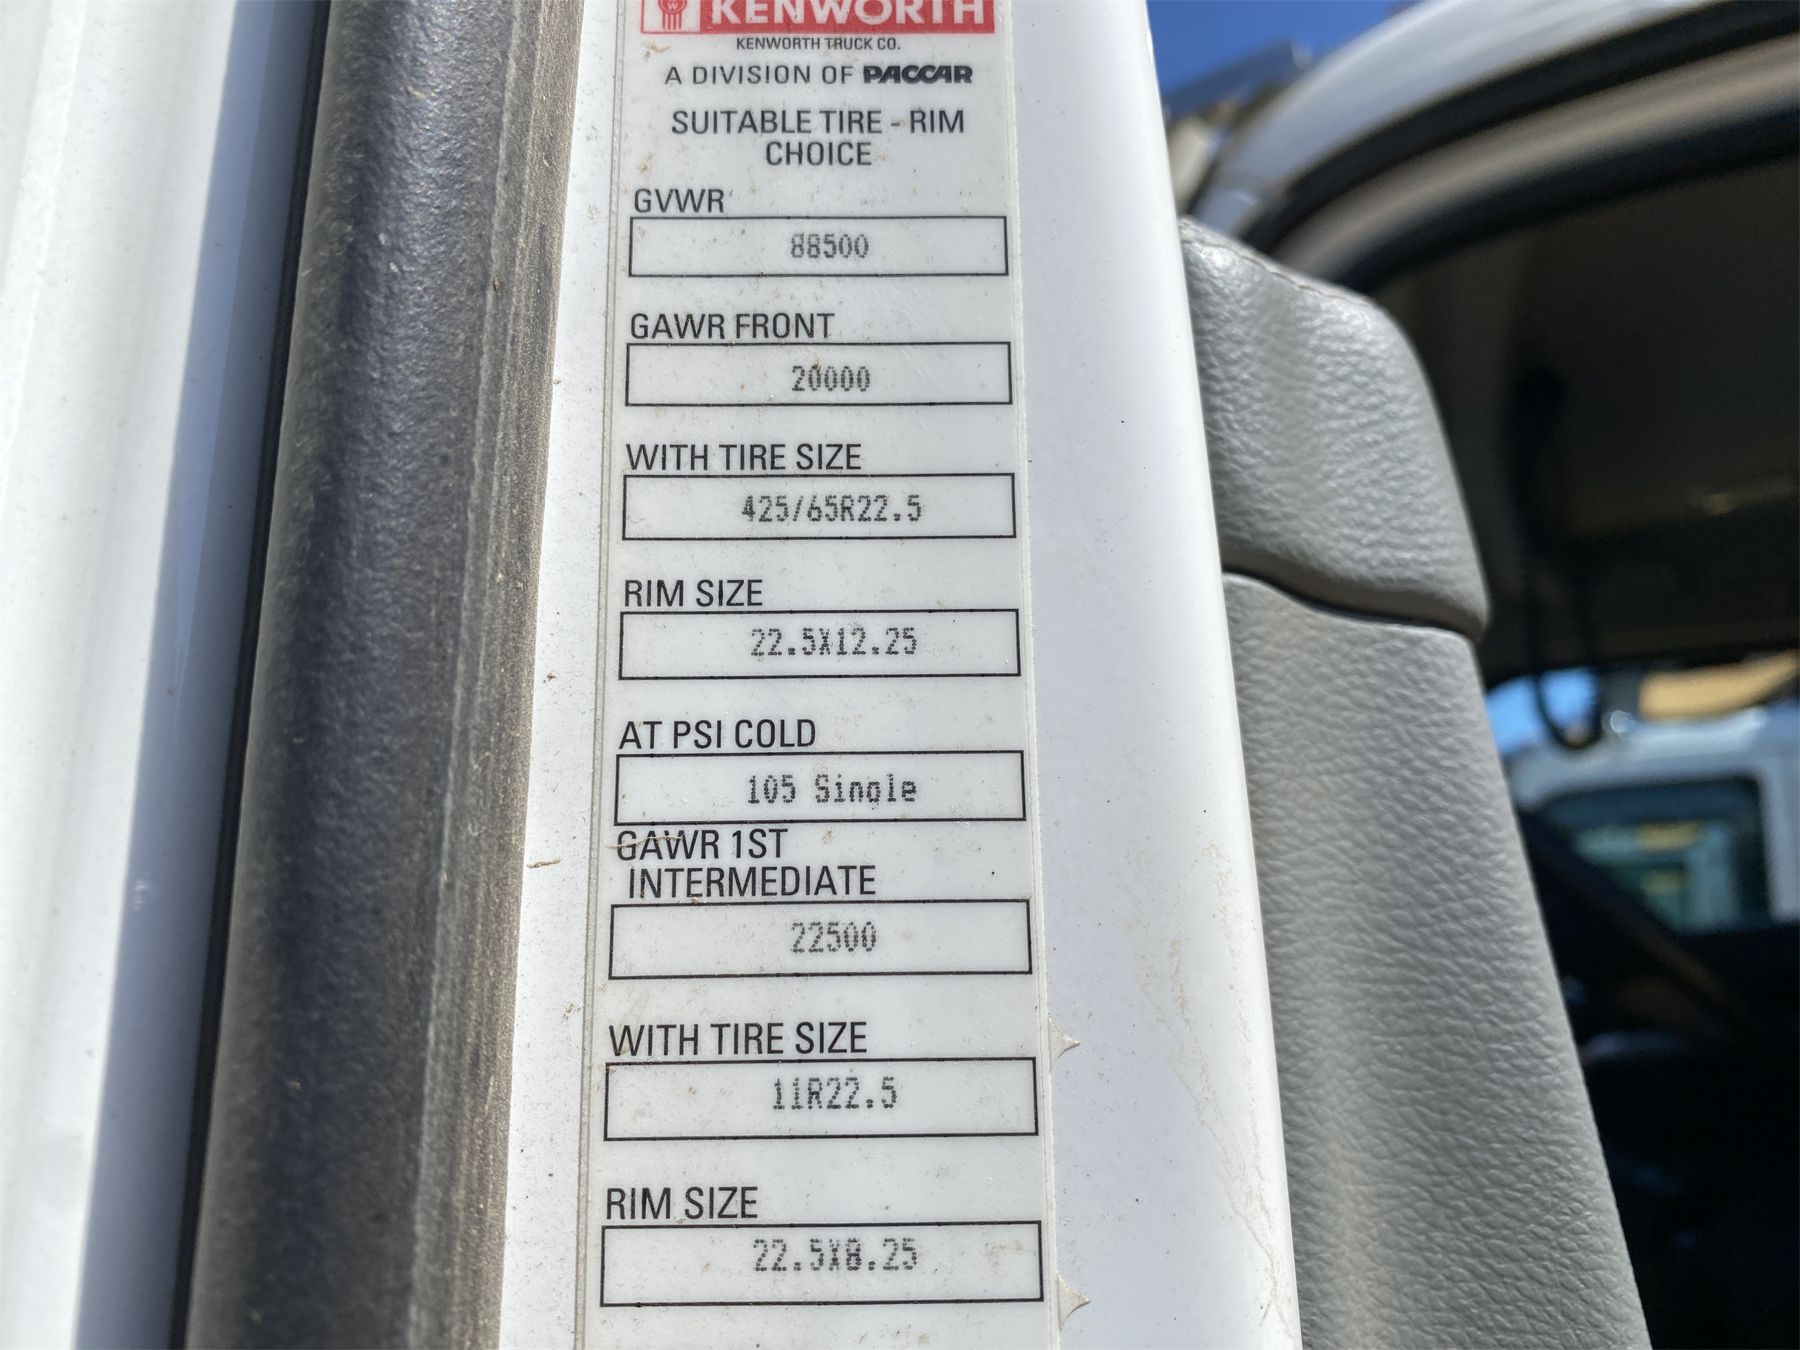 KENWORTH
KENWORTH TRUCK CO.
A DIVISION OF PACCAR
SUITABLE TIRE - RIM
CHOICE
GVWR
88500
GAWR FRONT
20000
WITH TIRE SIZE
425/65R22.5
RIM SIZE
22.5X12.25
AT PSI COLD
105 Single
GAWR 1ST
INTERMEDIATE
22500
WITH TIRE SIZE
11R22.5
RIM SIZE
22.5X8.25